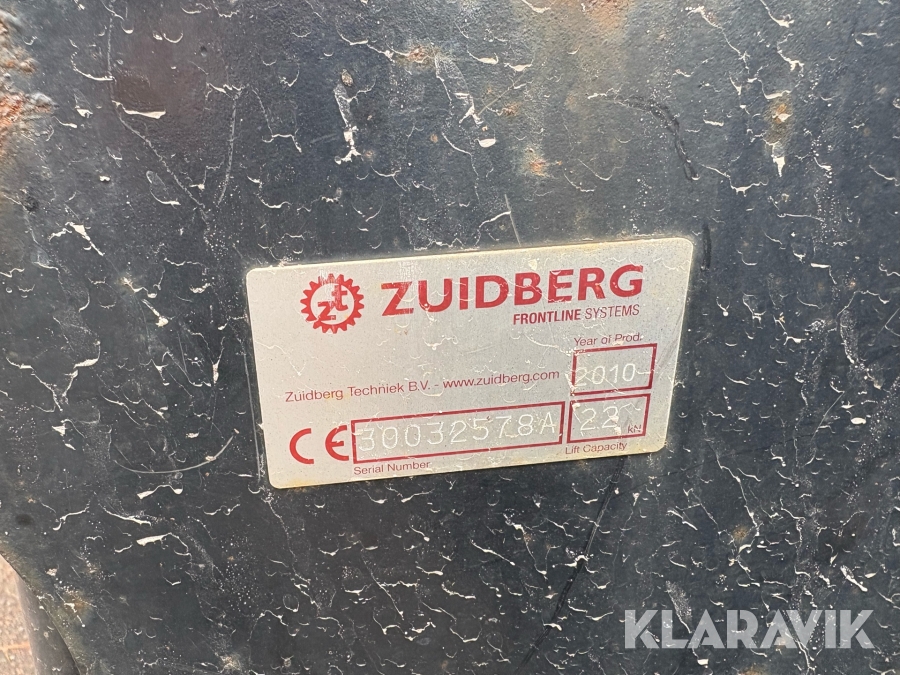 zt ZUIDBERG
FRONTLINE SYSTEMS
Year of Prod.
2010
Zuidberg Techniek B.V. - www.zuidberg.com
CE 30032578A 22 kN
Serial Number Lift Capacity
KLARAVIK